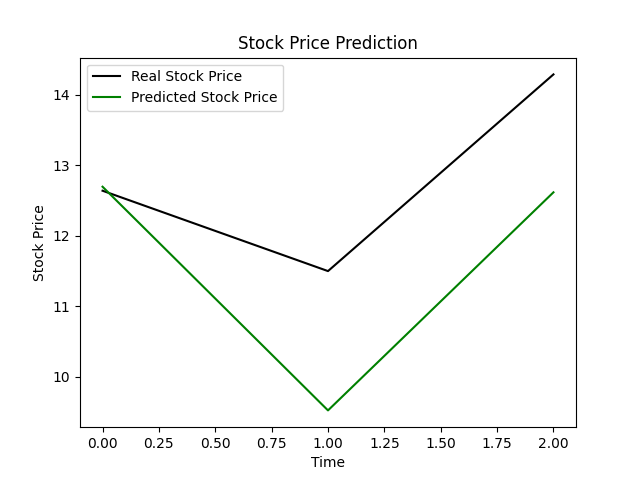 Stock Price Prediction
Real Stock Price
Predicted Stock Price
Stock Price
14
13
12
11
10
0.00 0.25 0.50 0.75 1.00 1.25 1.50 1.75 2.00
Time